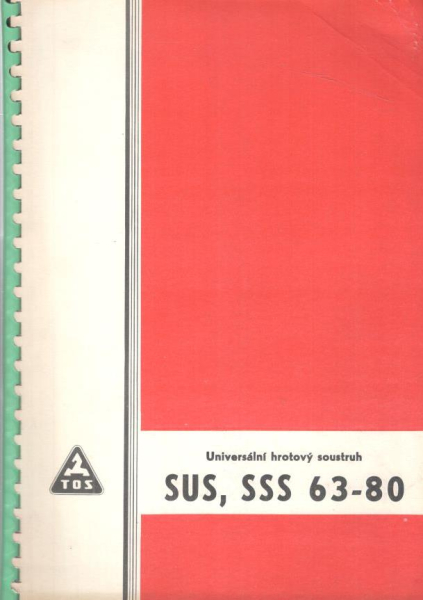 Universální hrotový soustruh
SUS, SSS 63-80
TOS